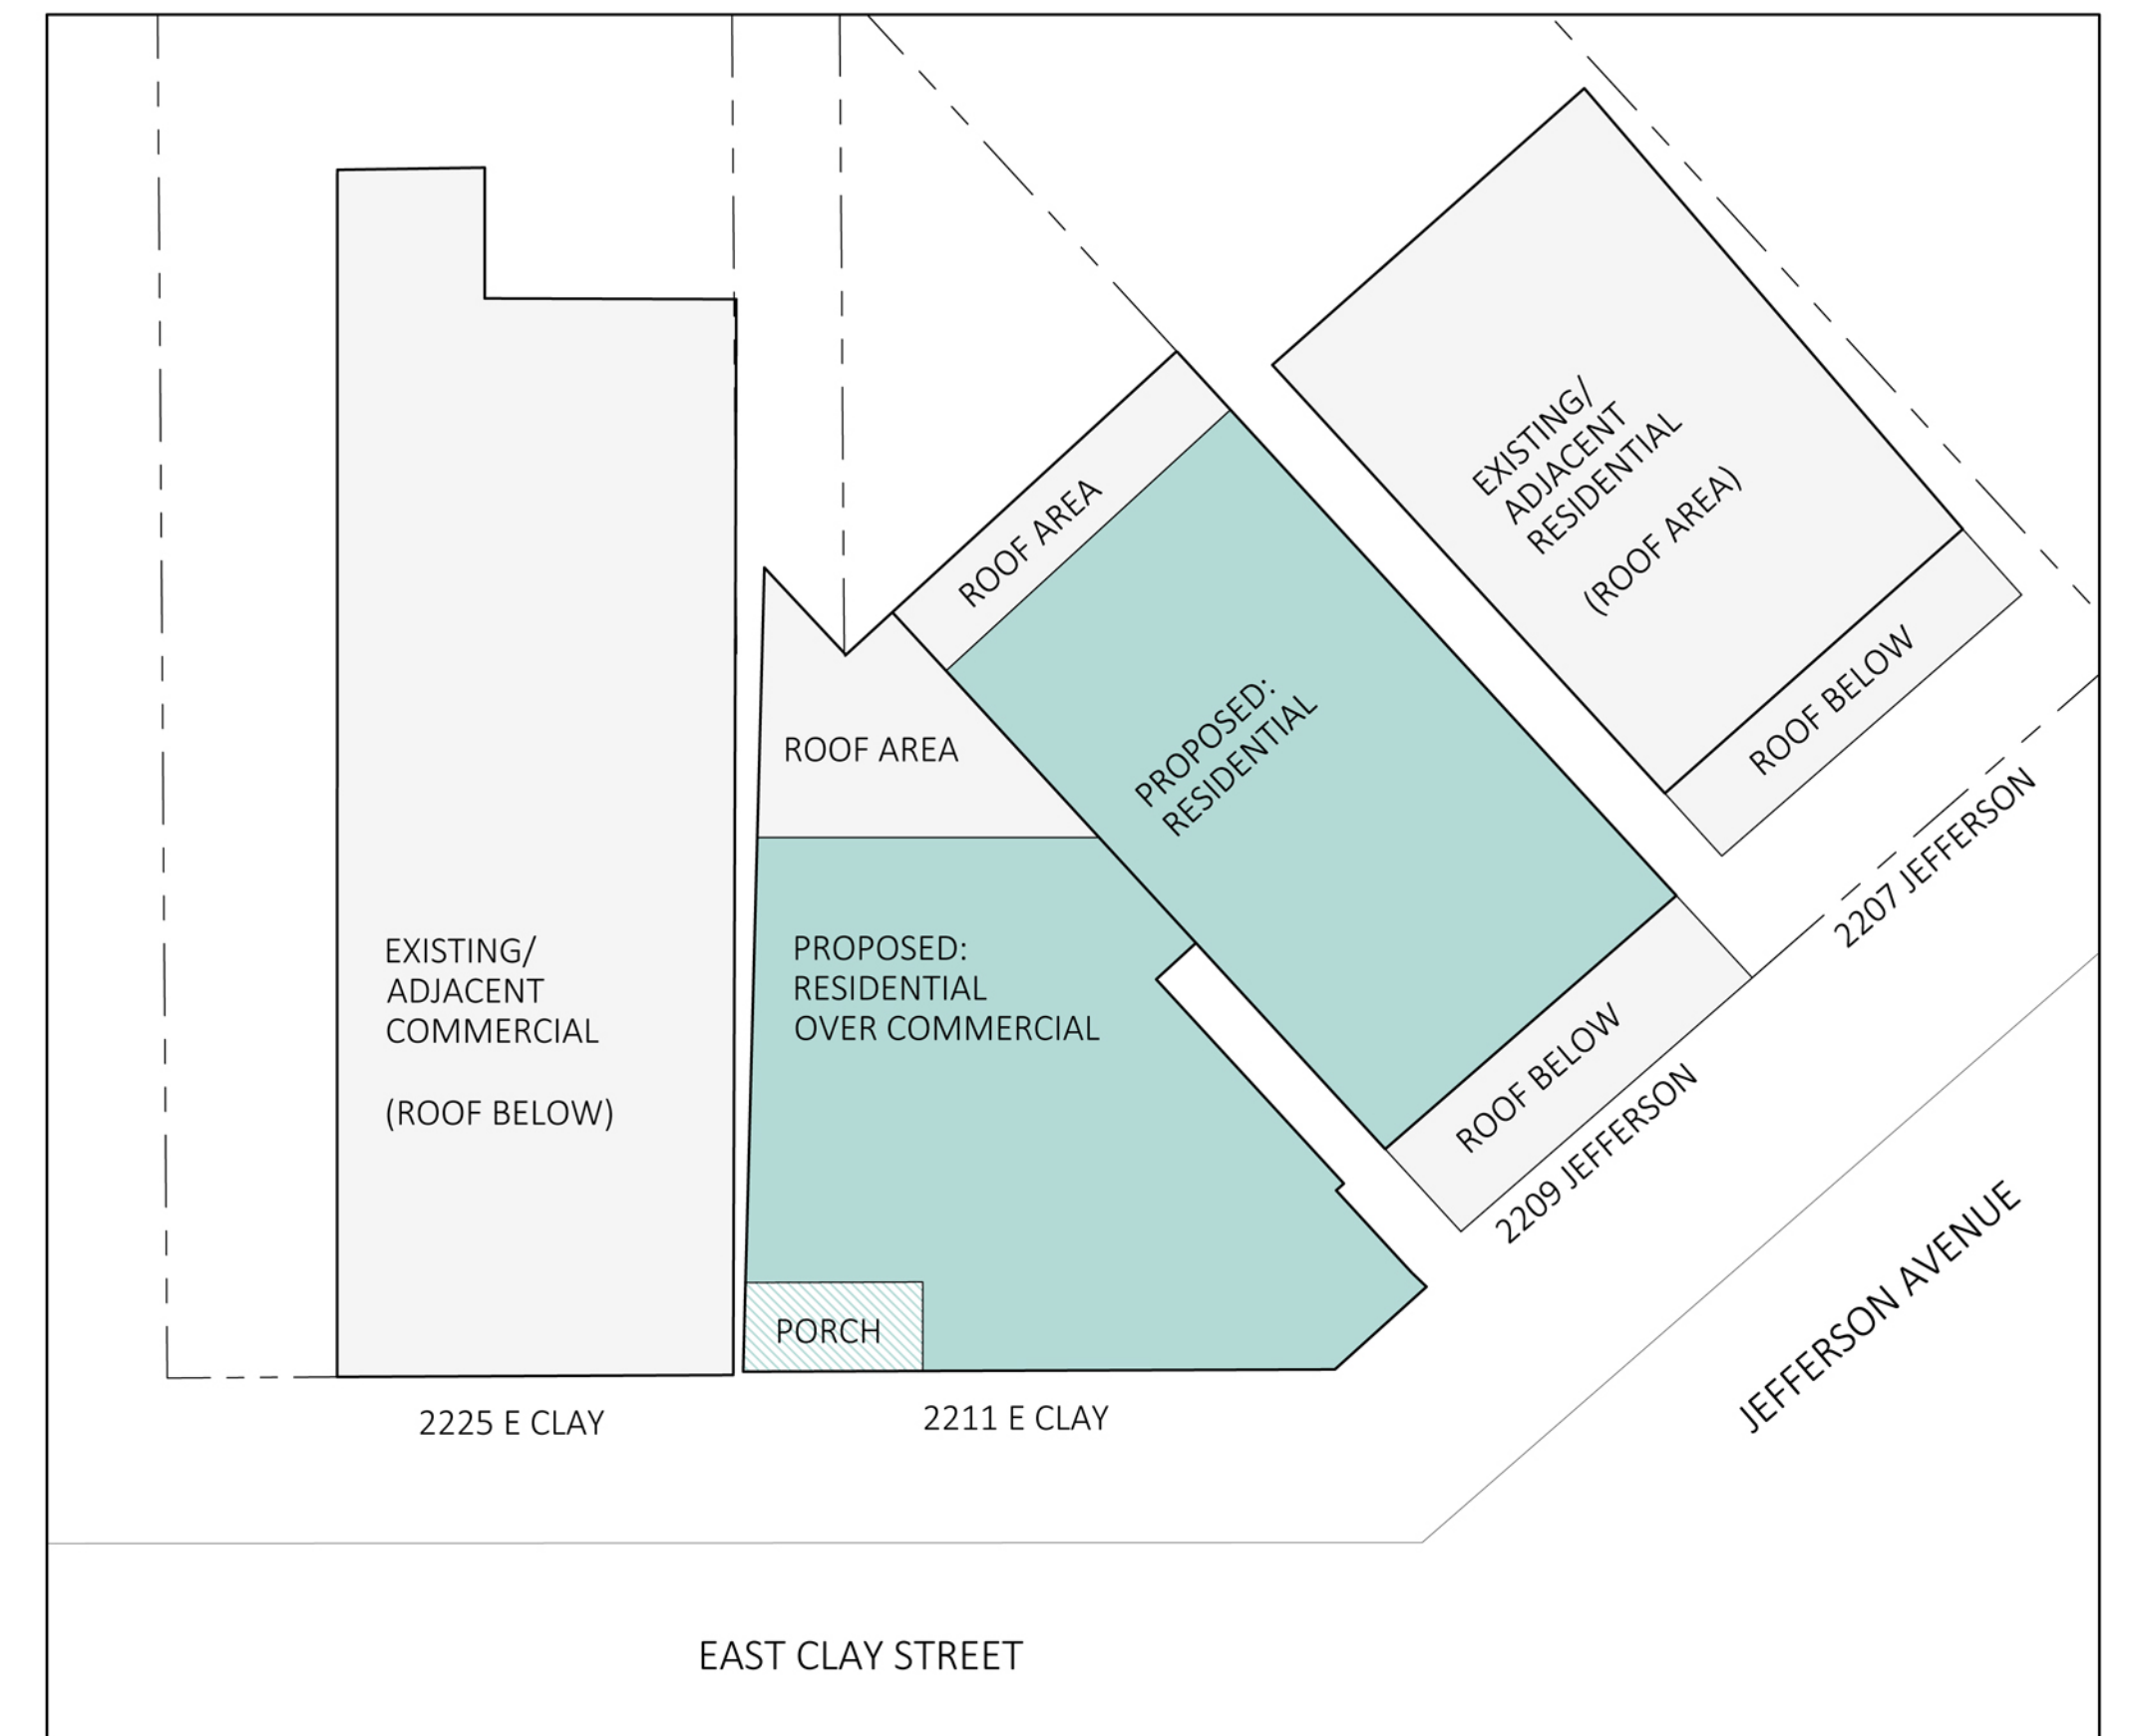 EXISTING/
ADJACENT
RESIDENTIAL
(ROOF AREA)
ROOF BELOW
2207 JEFFERSON
ROOF AREA
PROPOSED:
RESIDENTIAL
ROOF BELOW
2209 JEFFERSON
JEFFERSON AVENUE
ROOF AREA
EXISTING/
ADJACENT
COMMERCIAL
(ROOF BELOW)
PROPOSED:
RESIDENTIAL
OVER COMMERCIAL
PORCH
2225 E CLAY
2211 E CLAY
EAST CLAY STREET